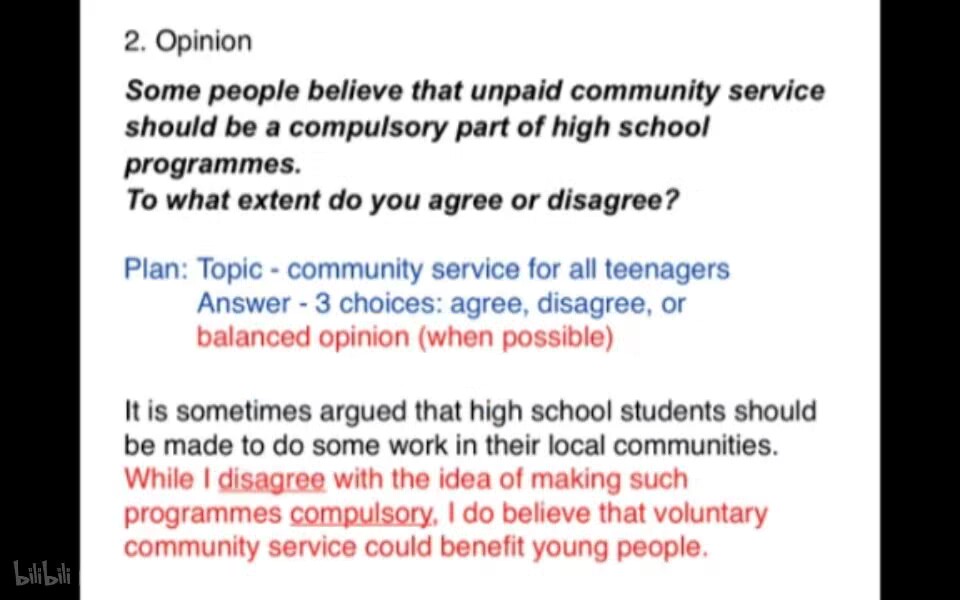 2. Opinion
Some people believe that unpaid community service
should be a compulsory part of high school
programmes.
To what extent do you agree or disagree?
Plan: Topic - community service for all teenagers
Answer - 3 choices: agree, disagree, or
balanced opinion (when possible)
It is sometimes argued that high school students should
be made to do some work in their local communities.
While I disagree with the idea of making such
programmes compulsory, I do believe that voluntary
community service could benefit young people.
bilibili